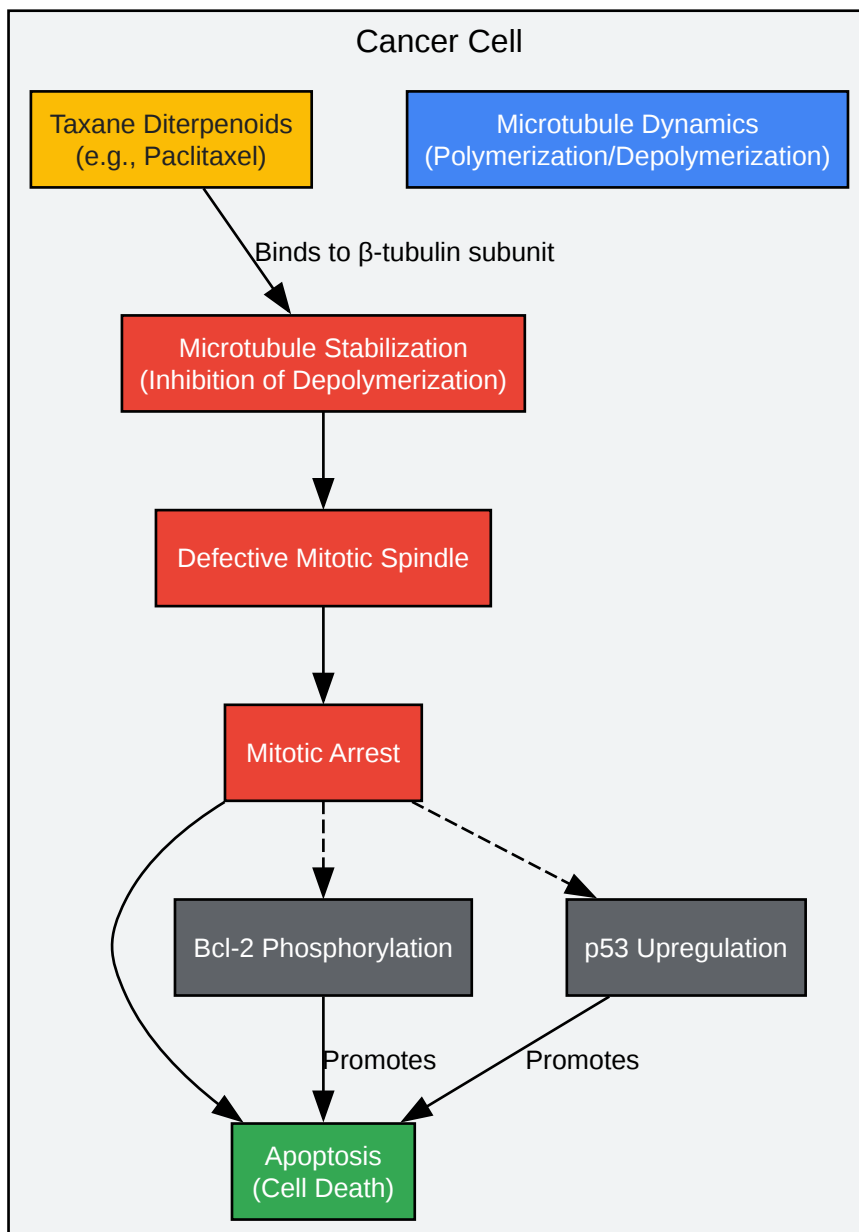 Cancer Cell
Taxane Diterpenoids
(e.g., Paclitaxel)
Microtubule Dynamics
(Polymerization/Depolymerization)
Binds to β-tubulin subunit
Microtubule Stabilization
(Inhibition of Depolymerization)
Defective Mitotic Spindle
Mitotic Arrest
Bcl-2 Phosphorylation
p53 Upregulation
Promotes
Promotes
Apoptosis
(Cell Death)